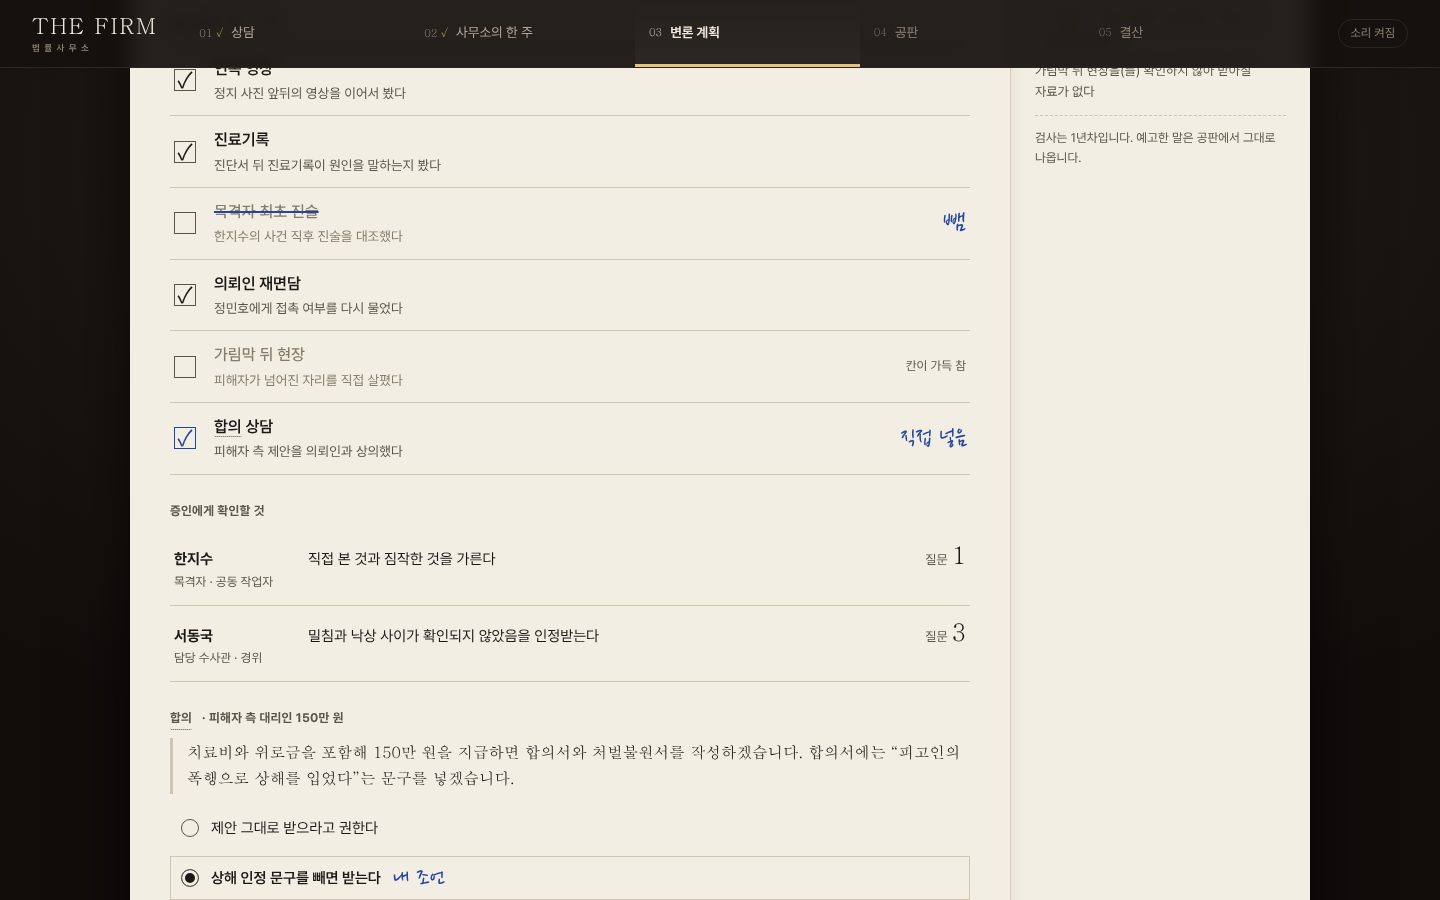 THE FIRM
법률사무소
01 ✓ 상담
02 ✓ 사무소의 한 주
03 변론 계획
04 공판
05 결산
소리 켜짐
정지 사진 앞뒤의 영상을 이어서 봤다
진료기록
진단서 뒤 진료기록이 원인을 말하는지 봤다
목격자 최초 진술
뺌
한지수의 사건 직후 진술을 대조했다
의뢰인 재면담
정민호에게 접촉 여부를 다시 물었다
가림막 뒤 현장
칸이 가득 참
피해자가 넘어진 자리를 직접 살폈다
합의 상담
직접 넣음
피해자 측 제안을 의뢰인과 상의했다
증인에게 확인할 것
한지수
직접 본 것과 짐작한 것을 가른다
질문 1
목격자 · 공동 작업자
서동국
밀침과 낙상 사이가 확인되지 않았음을 인정받는다
질문 3
담당 수사관 · 경위
합의 · 피해자 측 대리인 150만 원
치료비와 위로금을 포함해 150만 원을 지급하면 합의서와 처벌불원서를 작성하겠습니다. 합의서에는 “피고인의
폭행으로 상해를 입었다”는 문구를 넣겠습니다.
제안 그대로 받으라고 권한다
상해 인정 문구를 빼면 받는다 내 조언
가림막 뒤 현장을(를) 확인하지 않아 받아칠
자료가 없다
검사는 1년차입니다. 예고한 말은 공판에서 그대로
나옵니다.